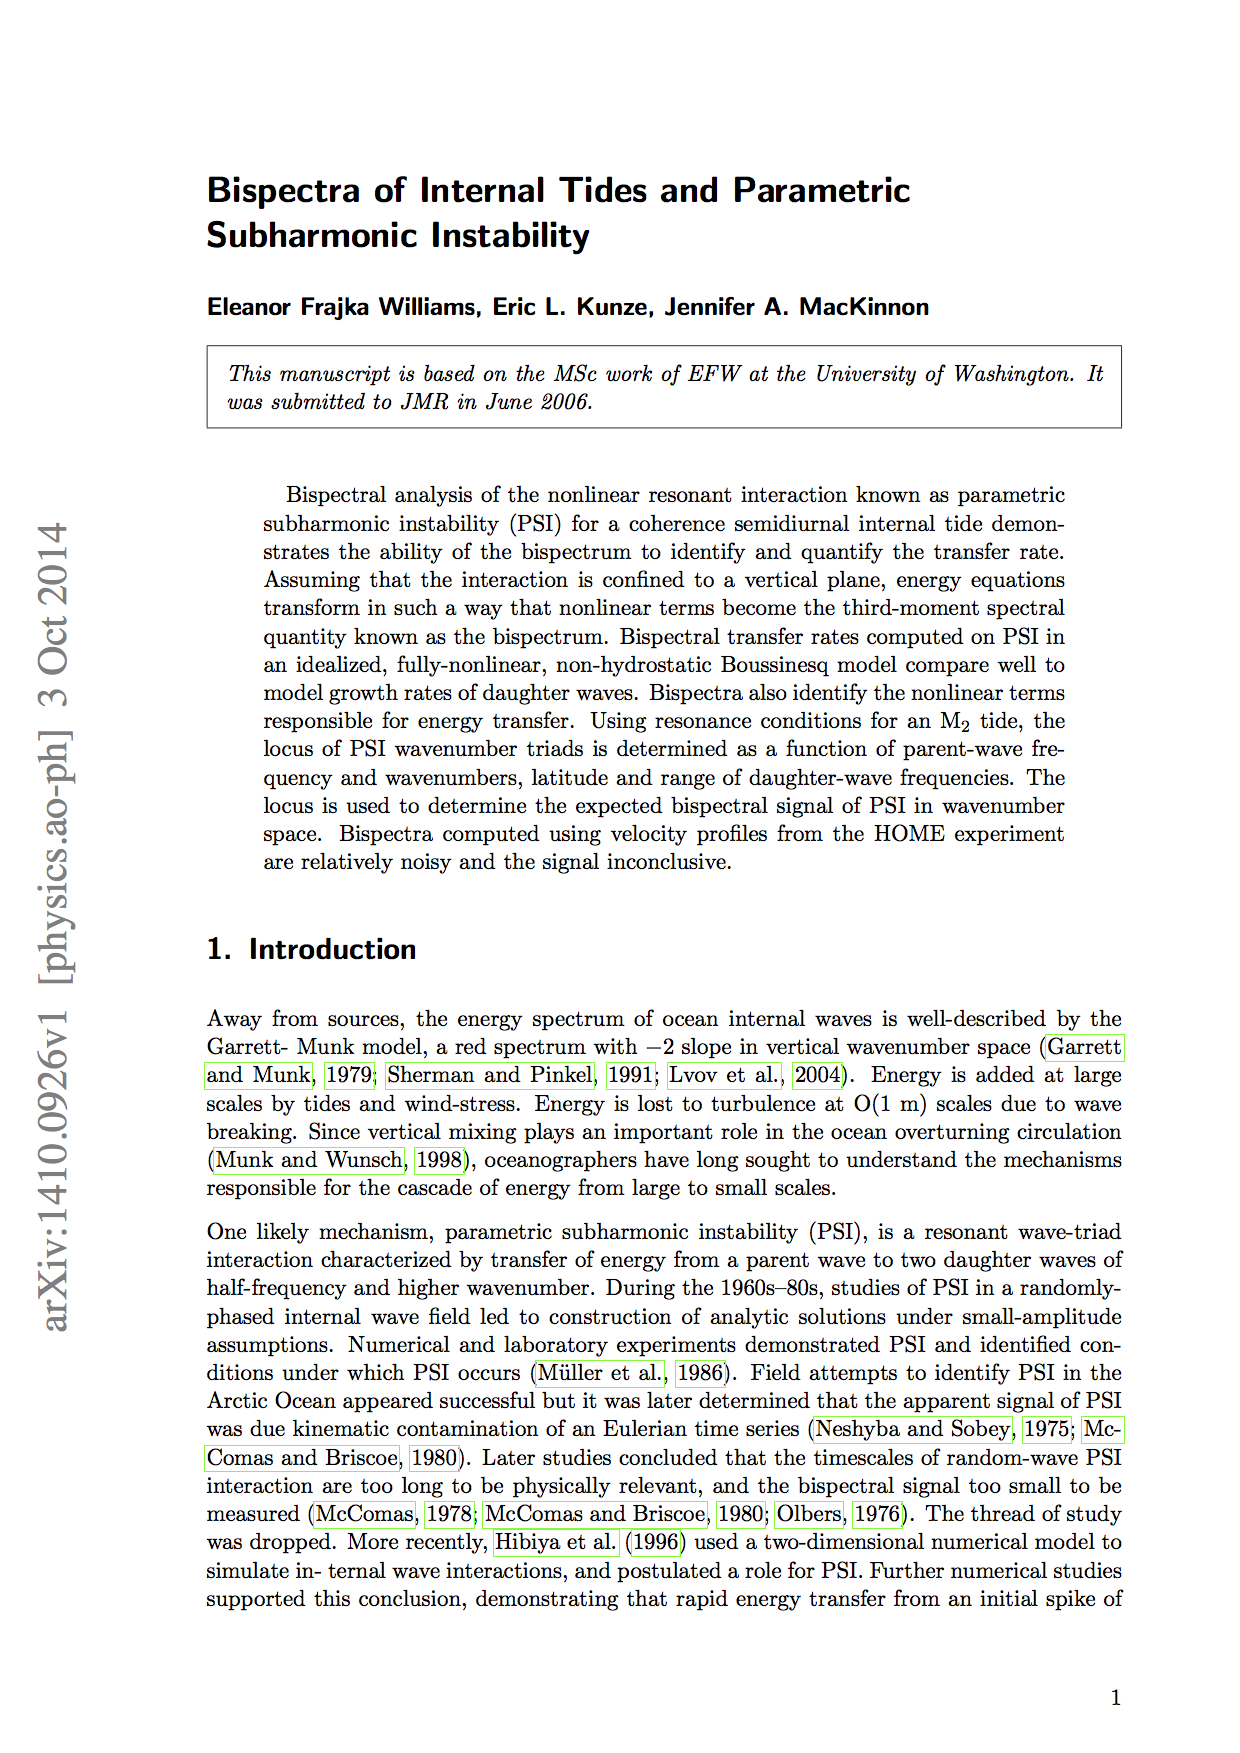 Bispectra of Internal Tides and Parametric
Subharmonic Instability
Eleanor Frajka Williams, Eric L. Kunze, Jennifer A. MacKinnon
This manuscript is based on the MSc work of EFW at the University of Washington. It
was submitted to JMR in June 2006.
Bispectral analysis of the nonlinear resonant interaction known as parametric
subharmonic instability (PSI) for a coherence semidiurnal internal tide demon-
strates the ability of the bispectrum to identify and quantify the transfer rate.
Assuming that the interaction is confined to a vertical plane, energy equations
transform in such a way that nonlinear terms become the third-moment spectral
quantity known as the bispectrum. Bispectral transfer rates computed on PSI in
an idealized, fully-nonlinear, non-hydrostatic Boussinesq model compare well to
model growth rates of daughter waves. Bispectra also identify the nonlinear terms
responsible for energy transfer. Using resonance conditions for an M₂ tide, the
locus of PSI wavenumber triads is determined as a function of parent-wave fre-
quency and wavenumbers, latitude and range of daughter-wave frequencies. The
locus is used to determine the expected bispectral signal of PSI in wavenumber
space. Bispectra computed using velocity profiles from the HOME experiment
are relatively noisy and the signal inconclusive.
1. Introduction
Away from sources, the energy spectrum of ocean internal waves is well-described by the
Garrett- Munk model, a red spectrum with −2 slope in vertical wavenumber space (Garrett
and Munk, 1979; Sherman and Pinkel, 1991; Lvov et al., 2004). Energy is added at large
scales by tides and wind-stress. Energy is lost to turbulence at O(1 m) scales due to wave
breaking. Since vertical mixing plays an important role in the ocean overturning circulation
(Munk and Wunsch, 1998), oceanographers have long sought to understand the mechanisms
responsible for the cascade of energy from large to small scales.
One likely mechanism, parametric subharmonic instability (PSI), is a resonant wave-triad
interaction characterized by transfer of energy from a parent wave to two daughter waves of
half-frequency and higher wavenumber. During the 1960s–80s, studies of PSI in a randomly-
phased internal wave field led to construction of analytic solutions under small-amplitude
assumptions. Numerical and laboratory experiments demonstrated PSI and identified con-
ditions under which PSI occurs (Müller et al., 1986). Field attempts to identify PSI in the
Arctic Ocean appeared successful but it was later determined that the apparent signal of PSI
was due kinematic contamination of an Eulerian time series (Neshyba and Sobey, 1975; Mc-
Comas and Briscoe, 1980). Later studies concluded that the timescales of random-wave PSI
interaction are too long to be physically relevant, and the bispectral signal too small to be
measured (McComas, 1978; McComas and Briscoe, 1980; Olbers, 1976). The thread of study
was dropped. More recently, Hibiya et al. (1996) used a two-dimensional numerical model to
simulate in- ternal wave interactions, and postulated a role for PSI. Further numerical studies
supported this conclusion, demonstrating that rapid energy transfer from an initial spike of
1
arXiv:1410.0926v1 [physics.ao-ph] 3 Oct 2014